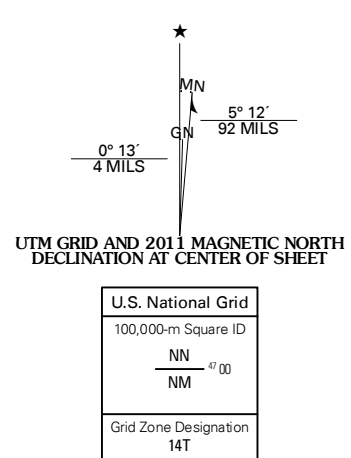 ★
MN
GN
5° 12´
92 MILS
0° 13´
4 MILS
UTM GRID AND 2011 MAGNETIC NORTH
DECLINATION AT CENTER OF SHEET
U.S. National Grid
100,000-m Square ID
NN
47 00
NM
Grid Zone Designation
14T